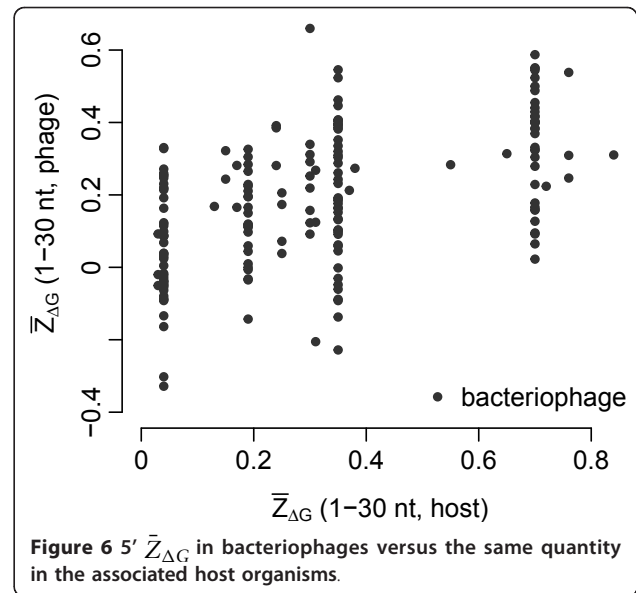 0.6
0.4
0.2
0
−0.4
Z̅ΔG (1−30 nt, phage)
bacteriophage
0 0.2 0.4 0.6 0.8
Z̅ΔG (1−30 nt, host)
Figure 6 5’ Z̄ΔG in bacteriophages versus the same quantity
in the associated host organisms.